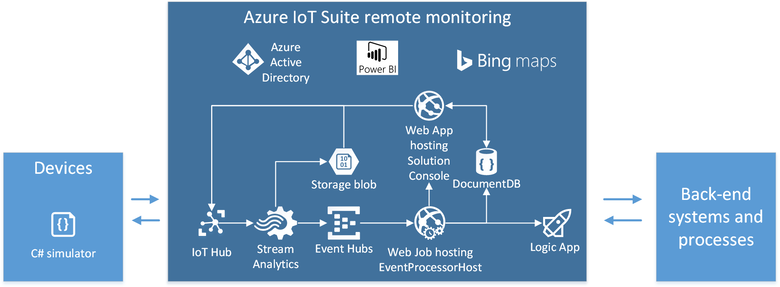 Azure IoT Suite remote monitoring
Azure
Active
Directory
Power BI
Bing maps
Web App
hosting
Solution
Console
10
01
Storage blob
{ }
DocumentDB
Devices
{ }
C# simulator
IoT Hub
Stream
Analytics
Event Hubs
Web Job hosting
EventProcessorHost
Logic App
Back-end
systems and
processes